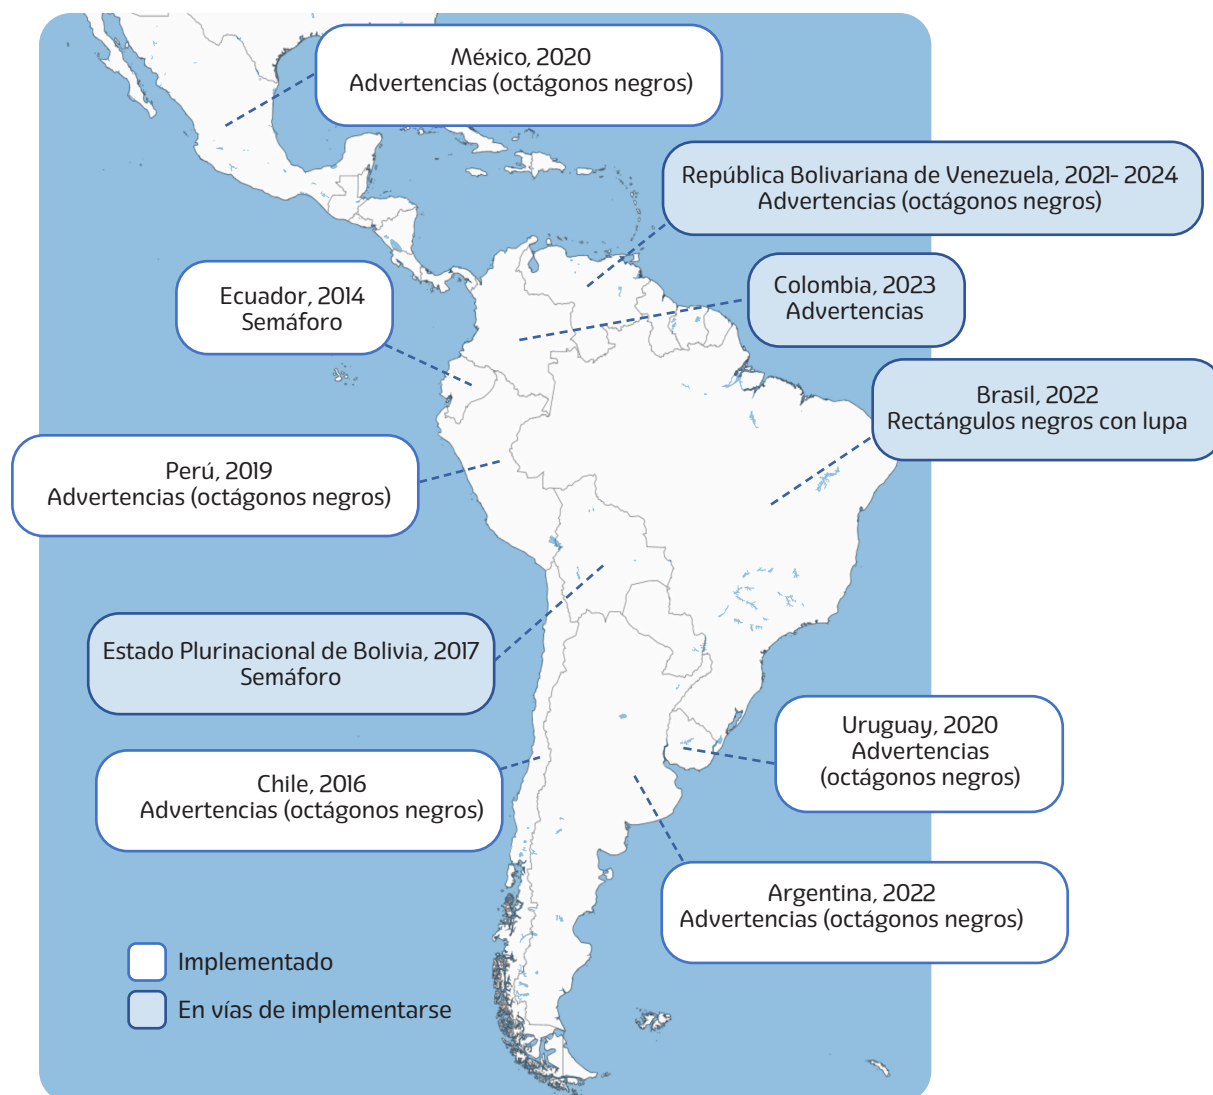 México, 2020
Advertencias (octágonos negros)
República Bolivariana de Venezuela, 2021- 2024
Advertencias (octágonos negros)
Colombia, 2023
Advertencias
Ecuador, 2014
Semáforo
Brasil, 2022
Rectángulos negros con lupa
Perú, 2019
Advertencias (octágonos negros)
Estado Plurinacional de Bolivia, 2017
Semáforo
Uruguay, 2020
Advertencias
(octágonos negros)
Chile, 2016
Advertencias (octágonos negros)
Argentina, 2022
Advertencias (octágonos negros)
Implementado
En vías de implementarse